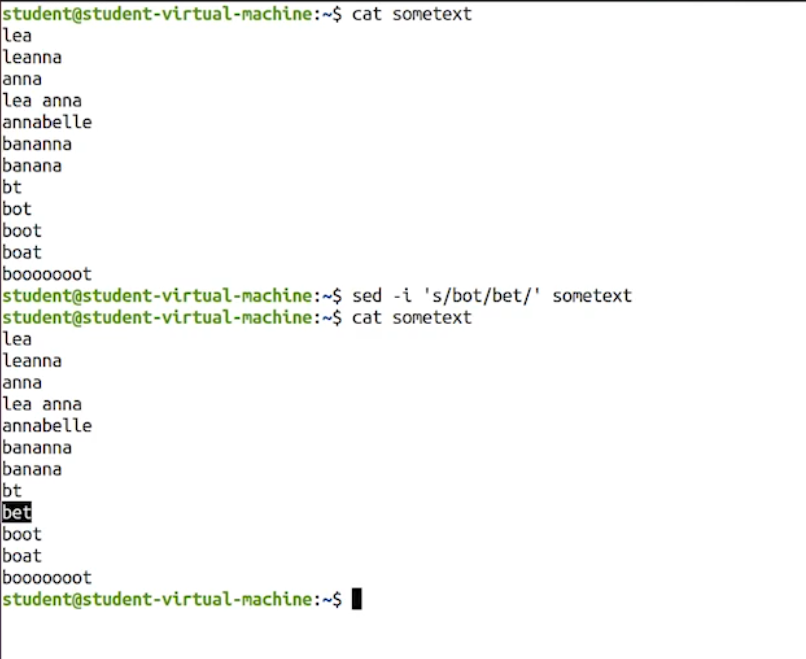 student@student-virtual-machine:~$ cat sometext
lea
leanna
anna
lea anna
annabelle
bananna
banana
bt
bot
boot
boat
booooooot
student@student-virtual-machine:~$ sed -i 's/bot/bet/' sometext
student@student-virtual-machine:~$ cat sometext
lea
leanna
anna
lea anna
annabelle
bananna
banana
bt
bet
boot
boat
booooooot
student@student-virtual-machine:~$